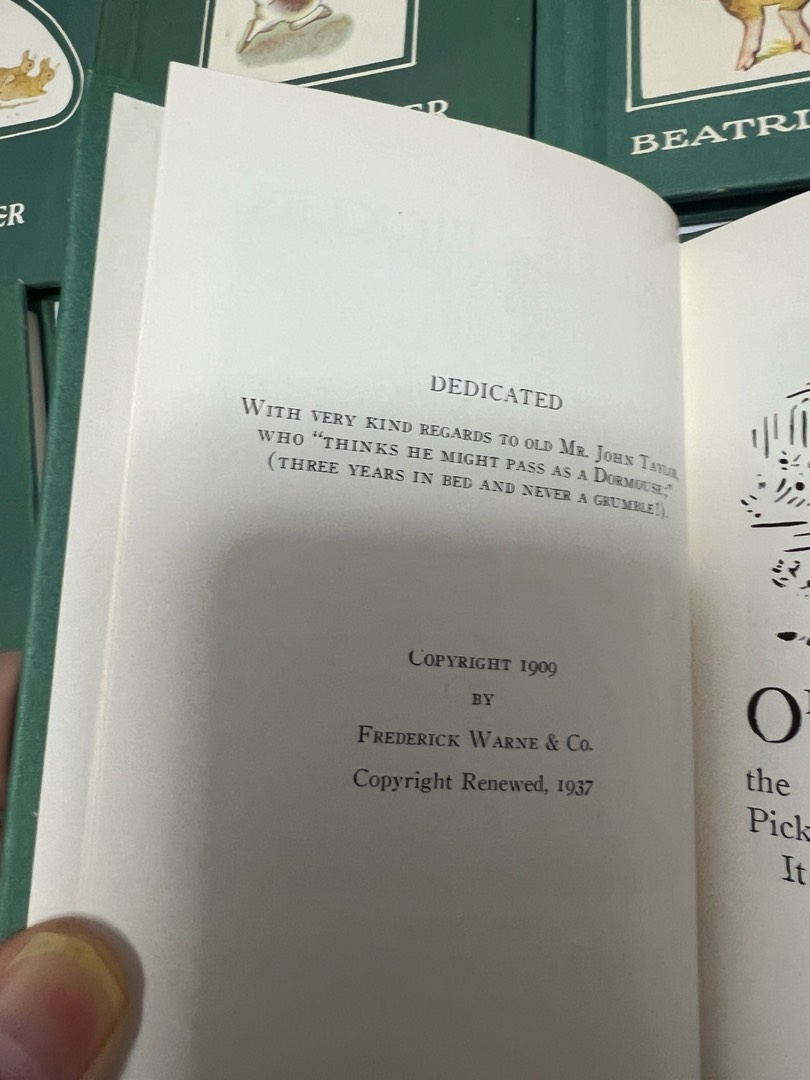 ER
ER
BEATRI
DEDICATED
WITH VERY KIND REGARDS TO OLD MR. JOHN TAYLOR,
WHO "THINKS HE MIGHT PASS AS A DORMOUSE;"
(THREE YEARS IN BED AND NEVER A GRUMBLE!).
COPYRIGHT 1909
BY
FREDERICK WARNE & CO.
Copyright Renewed, 1937
O
the
Pick
It